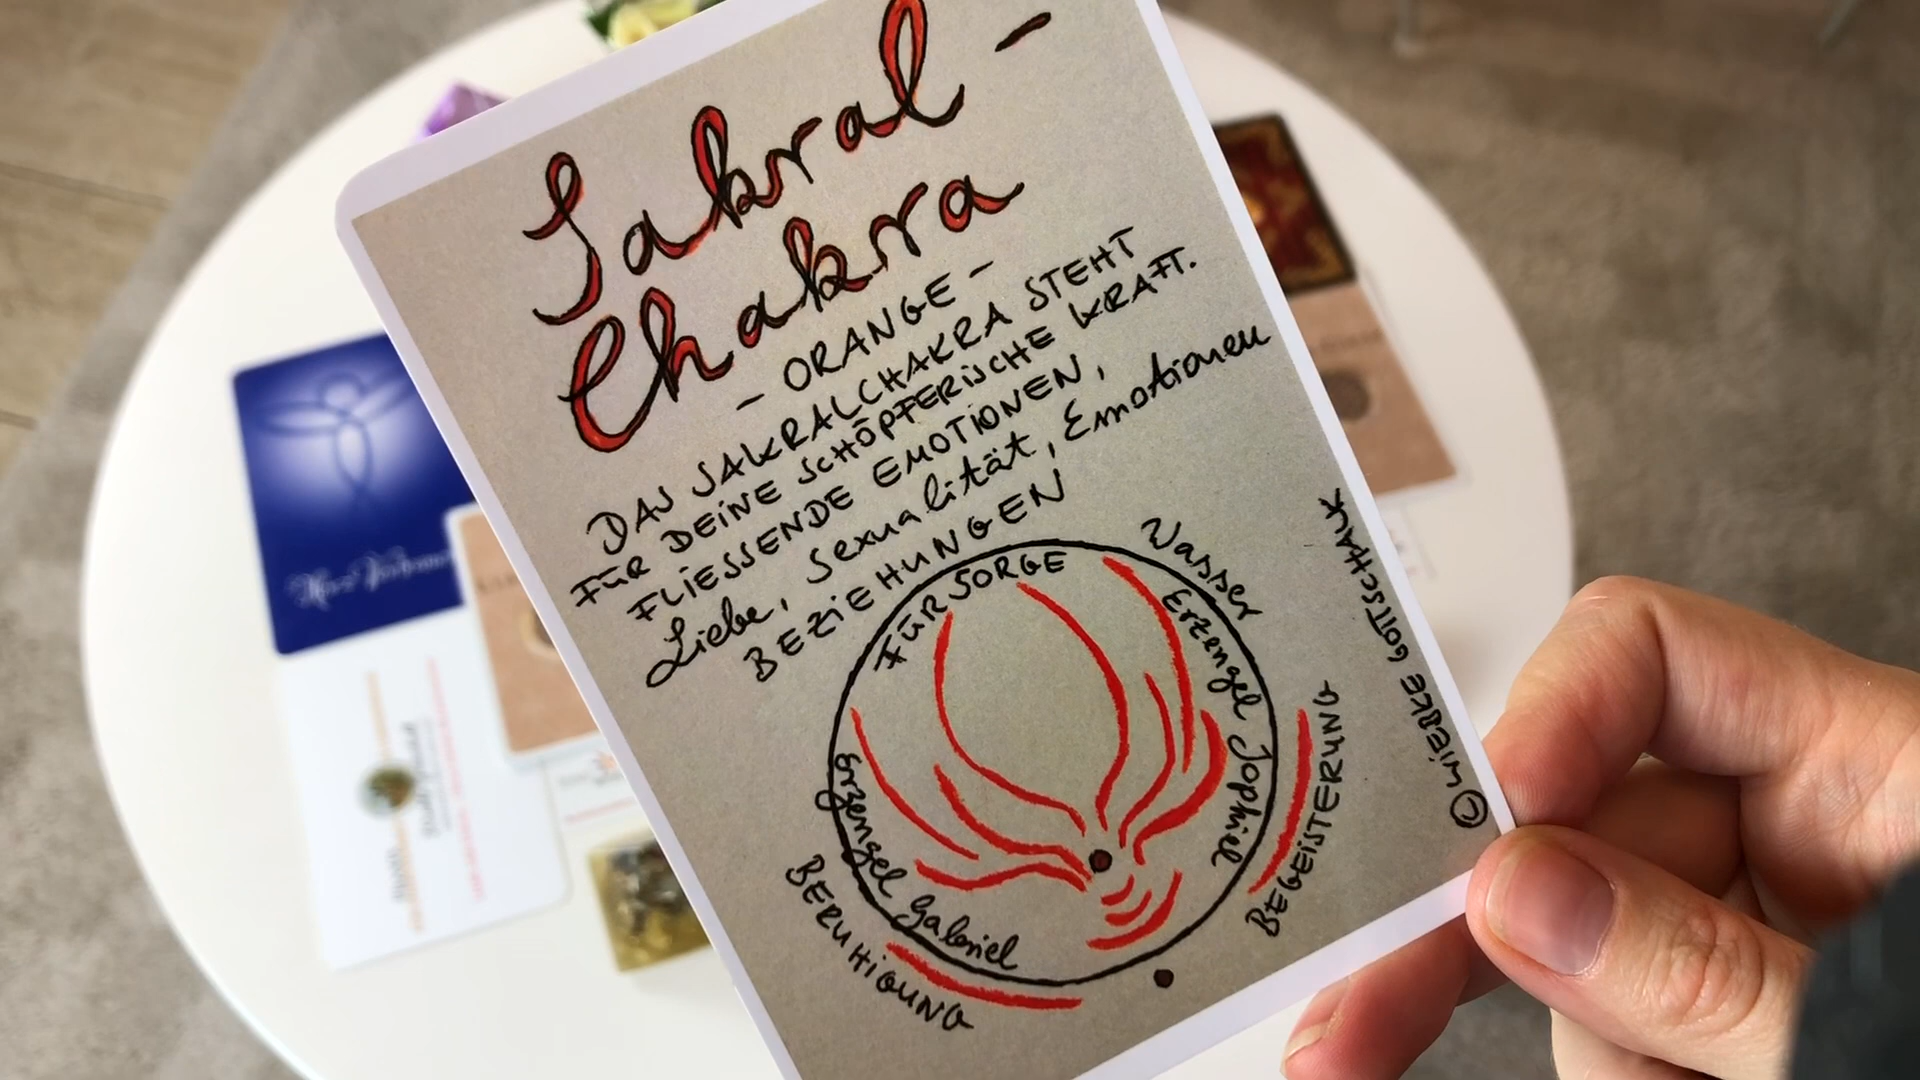 Sakral -
Chakra
- ORANGE -
DAS SAKRALCHAKRA STEHT
FÜR DEINE SCHÖPFERISCHE KRAFT.
FLIESSENDE EMOTIONEN,
Liebe, Sexualität, Emotionen
BEZIEHUNGEN
FÜRSORGE
Wasser
Erzengel Jophiel
Erzengel Gabriel
BERUHIGUNG
BEGEISTERUNG
© WIEBKE GOTTSCHALK